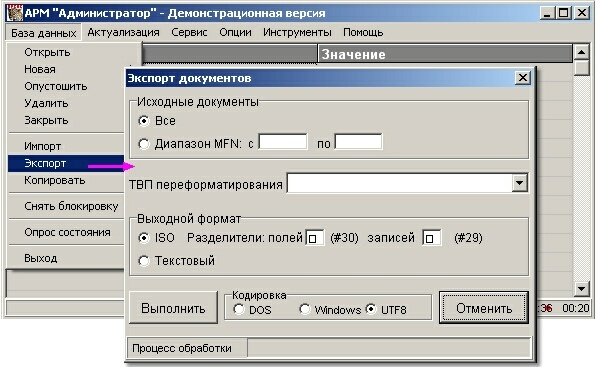 АРМ "Администратор" - Демонстрационная версия
База данных Актуализация Сервис Опции Инструменты Помощь
Открыть
Новая
Опустошить
Удалить
Закрыть
Импорт
Экспорт
Копировать
Снять блокировку
Опрос состояния
Выход
Значение
Экспорт документов
Исходные документы
Все
Диапазон MFN: с по
ТВП переформатирования
Выходной формат
ISO Разделители: полей (#30) записей (#29)
Текстовый
Выполнить
Кодировка
DOS Windows UTF8
Отменить
Процесс обработки
00:20